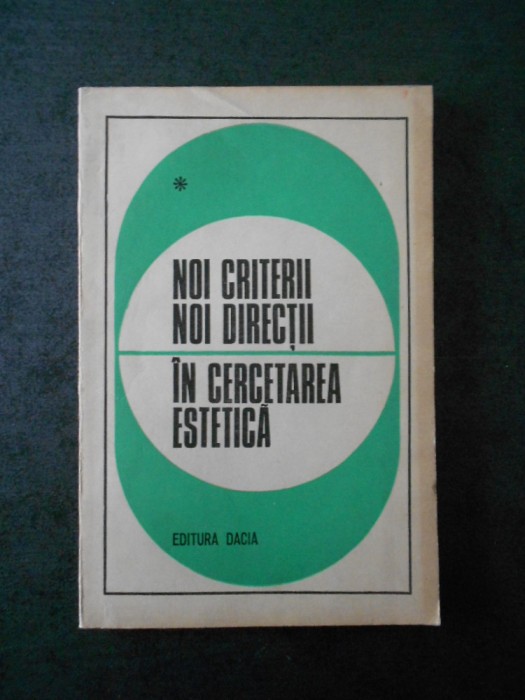 *
NOI CRITERII
NOI DIRECȚII
ÎN CERCETAREA
ESTETICĂ
EDITURA DACIA